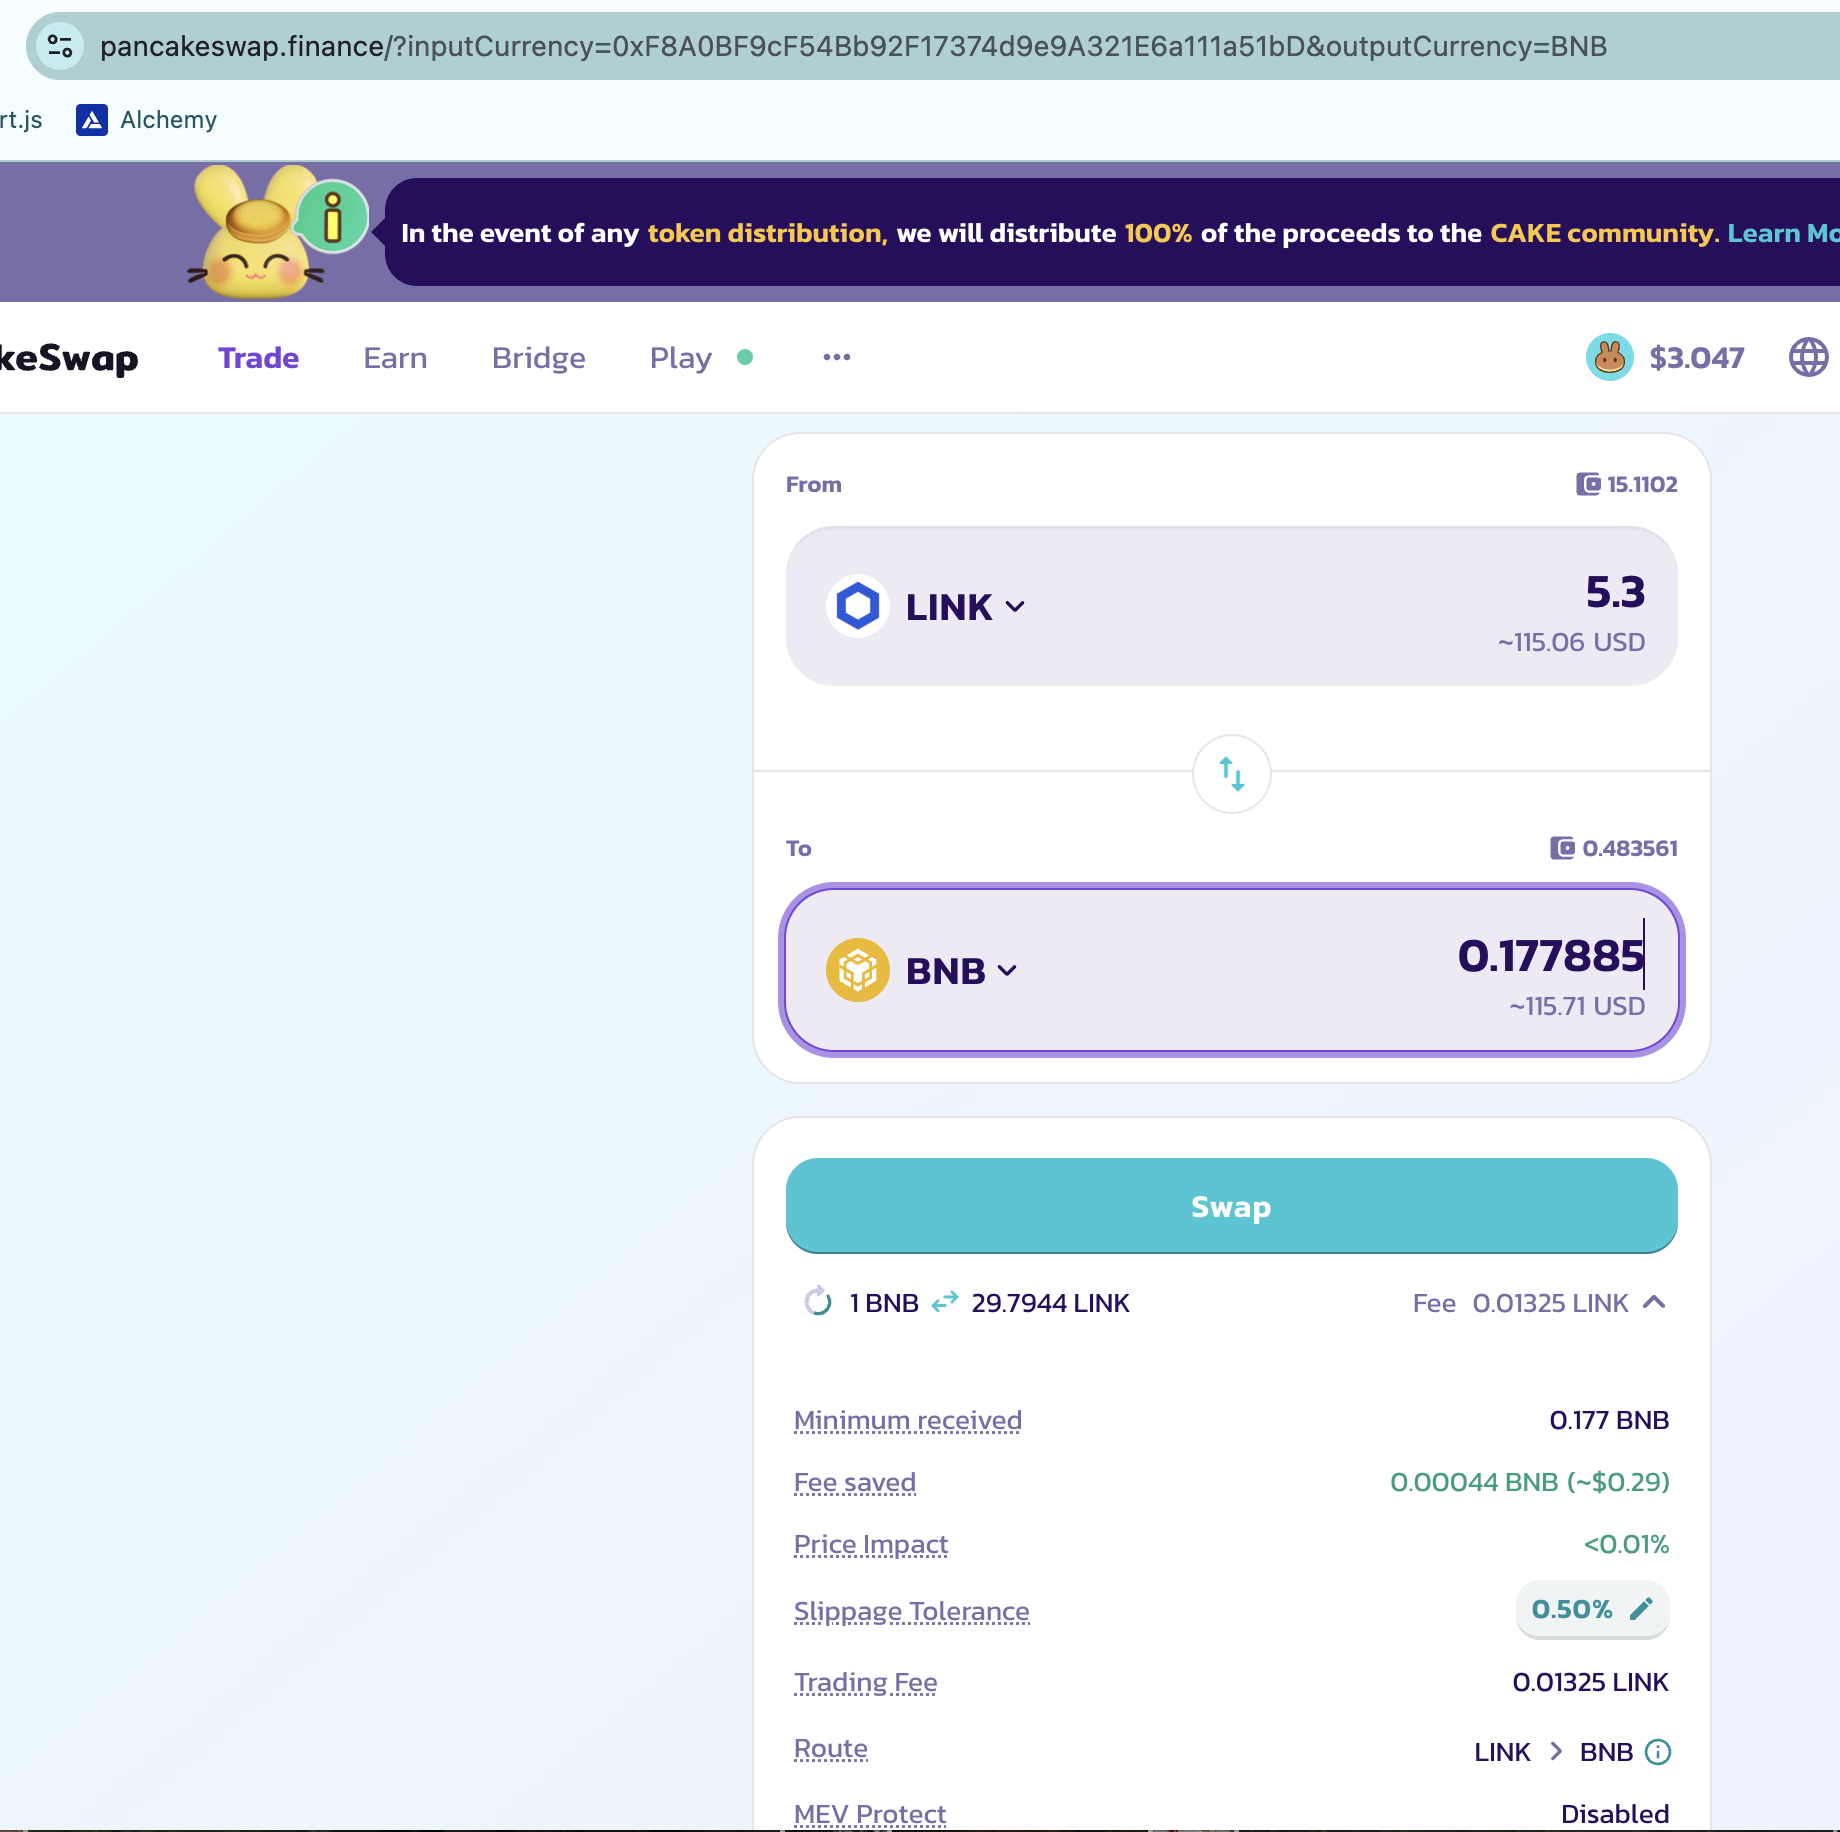 pancakeswap.finance/?inputCurrency=0xF8A0BF9cF54Bb92F17374d9e9A321E6a111a51bD&outputCurrency=BNB
rt.js Alchemy
In the event of any token distribution, we will distribute 100% of the proceeds to the CAKE community. Learn Mo
keSwap Trade Earn Bridge Play ••• $3.047
From 15.1102
LINK 5.3
~115.06 USD
To 0.483561
BNB 0.177885
~115.71 USD
Swap
1 BNB 29.7944 LINK Fee 0.01325 LINK
Minimum received 0.177 BNB
Fee saved 0.00044 BNB (~$0.29)
Price Impact <0.01%
Slippage Tolerance 0.50%
Trading Fee 0.01325 LINK
Route LINK > BNB
MEV Protect Disabled